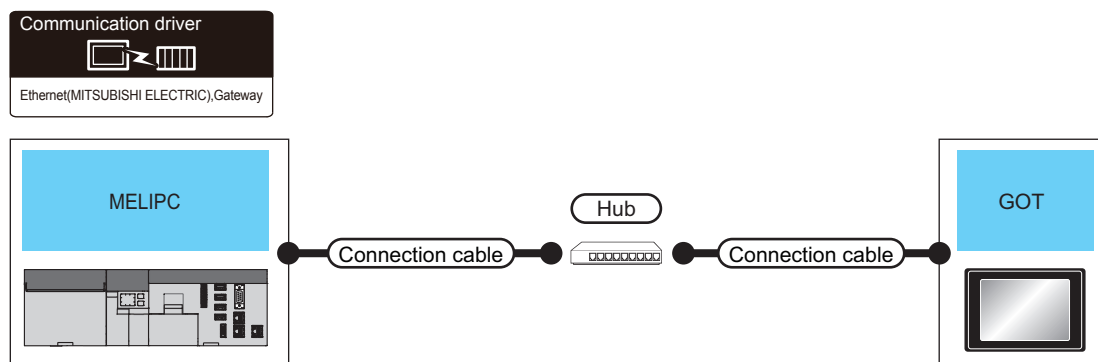 Communication driver
Ethernet(MITSUBISHI ELECTRIC),Gateway
MELIPC
Hub
GOT
Connection cable
Connection cable